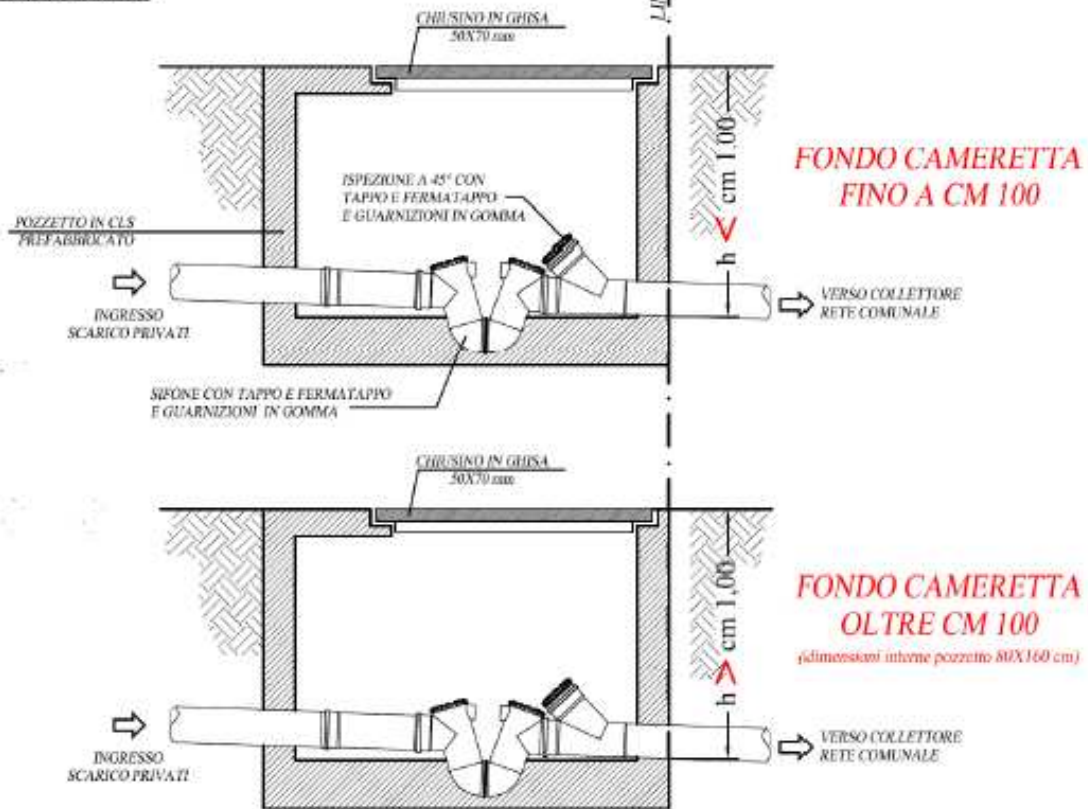 CHIUSINO IN GHISA
50X70 mm
ISPEZIONE A 45° CON
TAPPO E FERMATAPPO
E GUARNIZIONI IN GOMMA
POZZETTO IN CLS
PREFABBRICATO
INGRESSO
SCARICO PRIVATI
SIFONE CON TAPPO E FERMATAPPO
E GUARNIZIONI IN GOMMA
h < cm 1.00
FONDO CAMERETTA
FINO A CM 100
VERSO COLLETTORE
RETE COMUNALE
CHIUSINO IN GHISA
50X70 mm
h > cm 1,00
FONDO CAMERETTA
OLTRE CM 100
(dimensioni interne pozzetto 80X160 cm)
INGRESSO
SCARICO PRIVATI
VERSO COLLETTORE
RETE COMUNALE